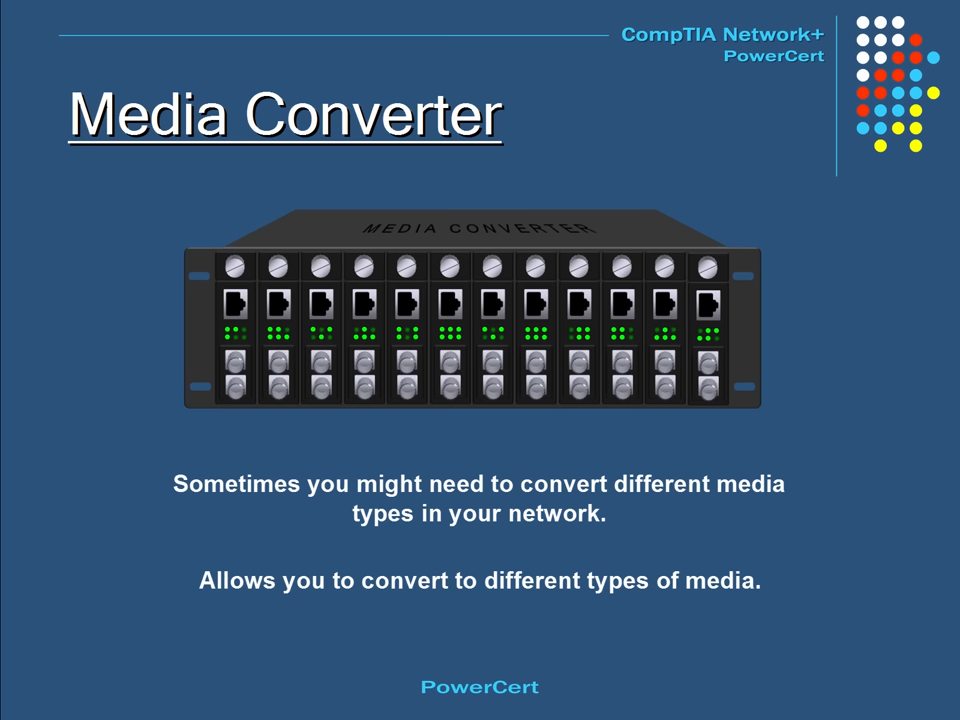 CompTIA Network+
PowerCert
Media Converter
MEDIA CONVERTER
Sometimes you might need to convert different media
types in your network.
Allows you to convert to different types of media.
PowerCert